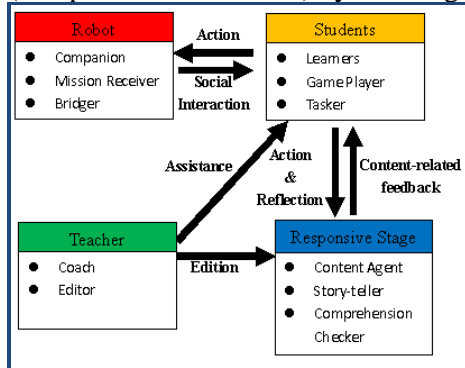 Robot
Companion
Mission Receiver
Bridger
Action
Social
Interaction
Students
Learners
Game Player
Tasker
Assistance
Action
&
Reflection
Content-related
feedback
Teacher
Coach
Editor
Edition
Responsive Stage
Content Agent
Story-teller
Comprehension
Checker